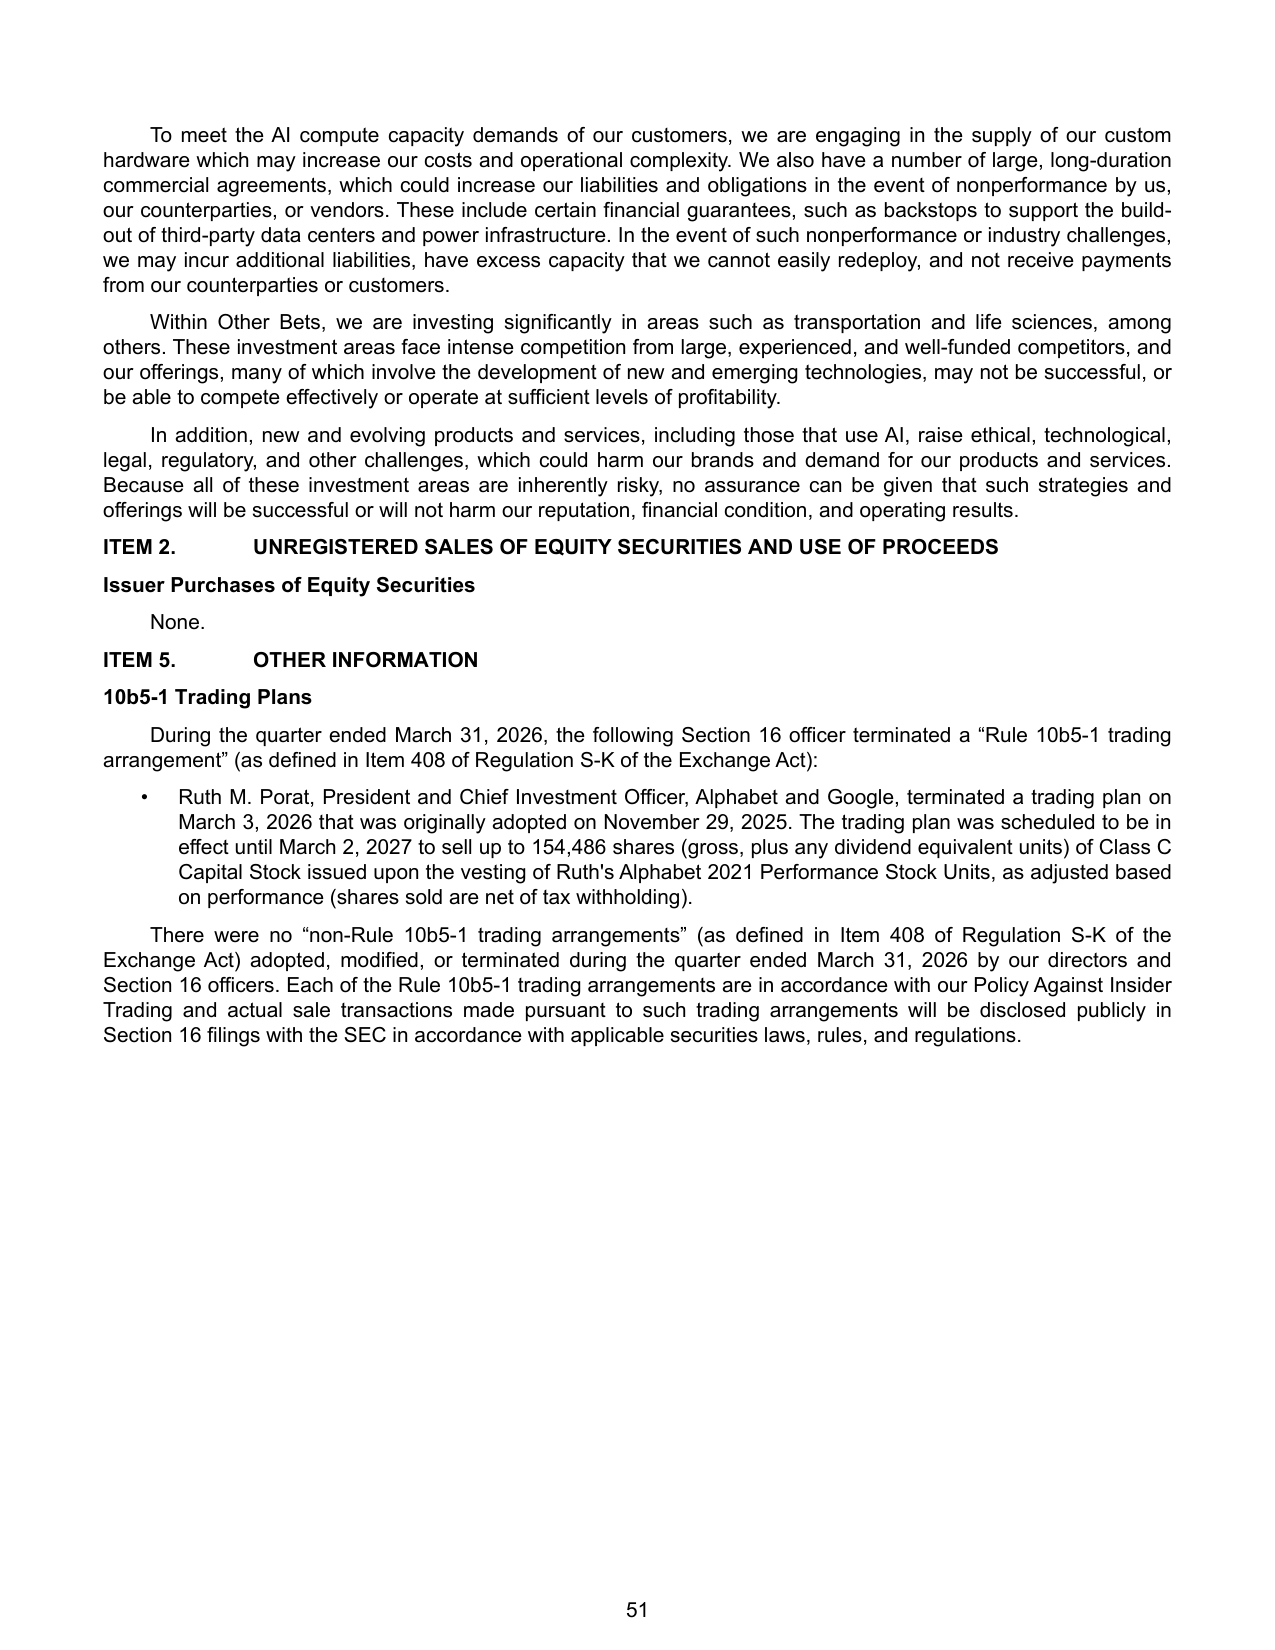 To meet the AI compute capacity demands of our customers, we are engaging in the supply of our custom
hardware which may increase our costs and operational complexity. We also have a number of large, long-duration
commercial agreements, which could increase our liabilities and obligations in the event of nonperformance by us,
our counterparties, or vendors. These include certain financial guarantees, such as backstops to support the build-
out of third-party data centers and power infrastructure. In the event of such nonperformance or industry challenges,
we may incur additional liabilities, have excess capacity that we cannot easily redeploy, and not receive payments
from our counterparties or customers.
Within Other Bets, we are investing significantly in areas such as transportation and life sciences, among
others. These investment areas face intense competition from large, experienced, and well-funded competitors, and
our offerings, many of which involve the development of new and emerging technologies, may not be successful, or
be able to compete effectively or operate at sufficient levels of profitability.
In addition, new and evolving products and services, including those that use AI, raise ethical, technological,
legal, regulatory, and other challenges, which could harm our brands and demand for our products and services.
Because all of these investment areas are inherently risky, no assurance can be given that such strategies and
offerings will be successful or will not harm our reputation, financial condition, and operating results.
ITEM 2. UNREGISTERED SALES OF EQUITY SECURITIES AND USE OF PROCEEDS
Issuer Purchases of Equity Securities
None.
ITEM 5. OTHER INFORMATION
10b5-1 Trading Plans
During the quarter ended March 31, 2026, the following Section 16 officer terminated a “Rule 10b5-1 trading
arrangement” (as defined in Item 408 of Regulation S-K of the Exchange Act):
• Ruth M. Porat, President and Chief Investment Officer, Alphabet and Google, terminated a trading plan on
March 3, 2026 that was originally adopted on November 29, 2025. The trading plan was scheduled to be in
effect until March 2, 2027 to sell up to 154,486 shares (gross, plus any dividend equivalent units) of Class C
Capital Stock issued upon the vesting of Ruth's Alphabet 2021 Performance Stock Units, as adjusted based
on performance (shares sold are net of tax withholding).
There were no “non-Rule 10b5-1 trading arrangements” (as defined in Item 408 of Regulation S-K of the
Exchange Act) adopted, modified, or terminated during the quarter ended March 31, 2026 by our directors and
Section 16 officers. Each of the Rule 10b5-1 trading arrangements are in accordance with our Policy Against Insider
Trading and actual sale transactions made pursuant to such trading arrangements will be disclosed publicly in
Section 16 filings with the SEC in accordance with applicable securities laws, rules, and regulations.
51